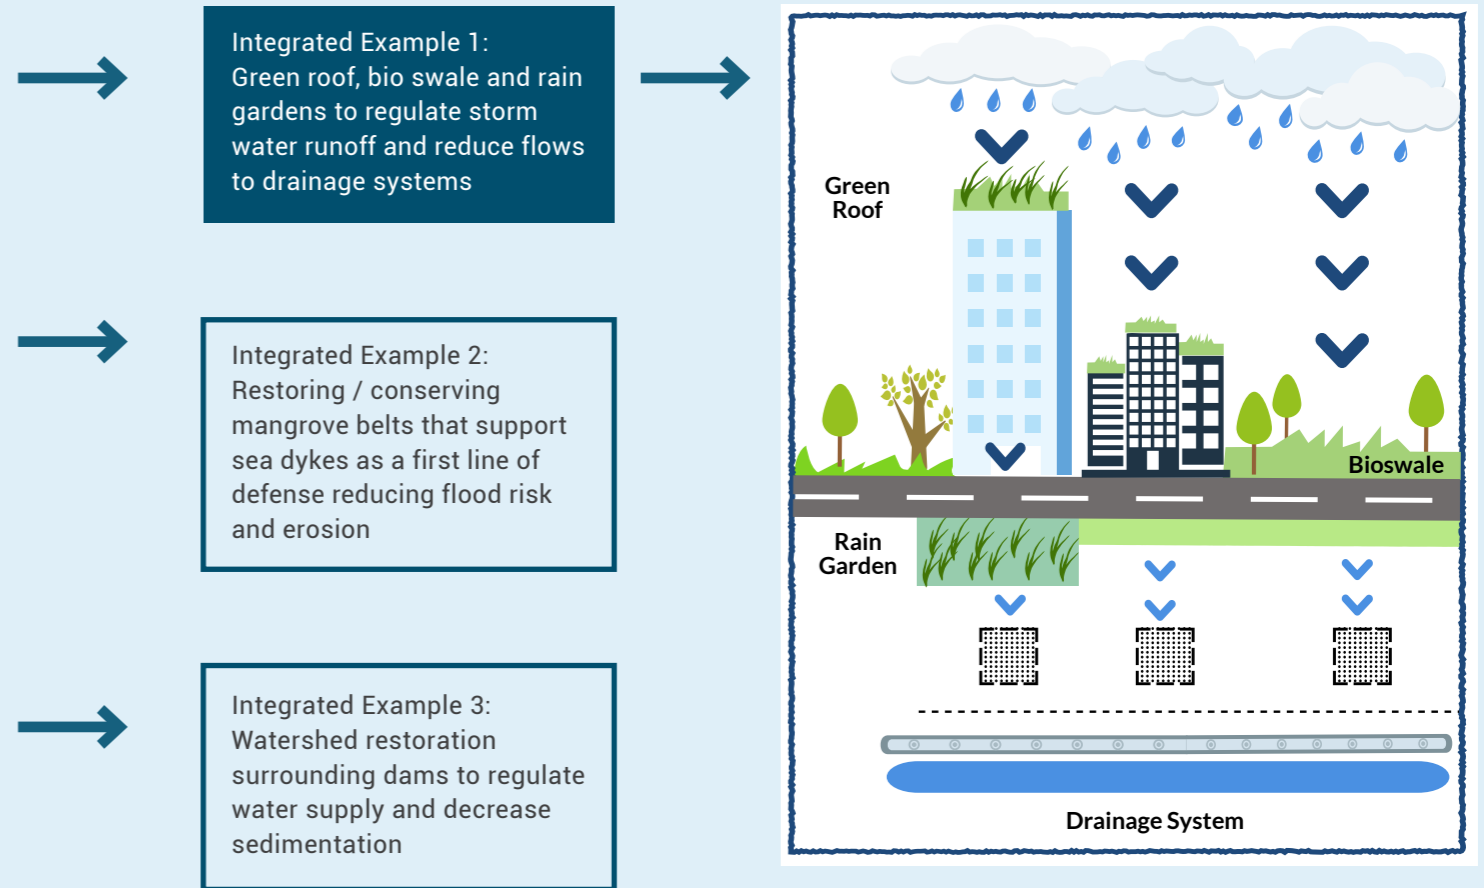 Integrated Example 1:
Green roof, bio swale and rain
gardens to regulate storm
water runoff and reduce flows
to drainage systems
Integrated Example 2:
Restoring / conserving
mangrove belts that support
sea dykes as a first line of
defense reducing flood risk
and erosion
Integrated Example 3:
Watershed restoration
surrounding dams to regulate
water supply and decrease
sedimentation
Green
Roof
Bioswale
Rain
Garden
Drainage System